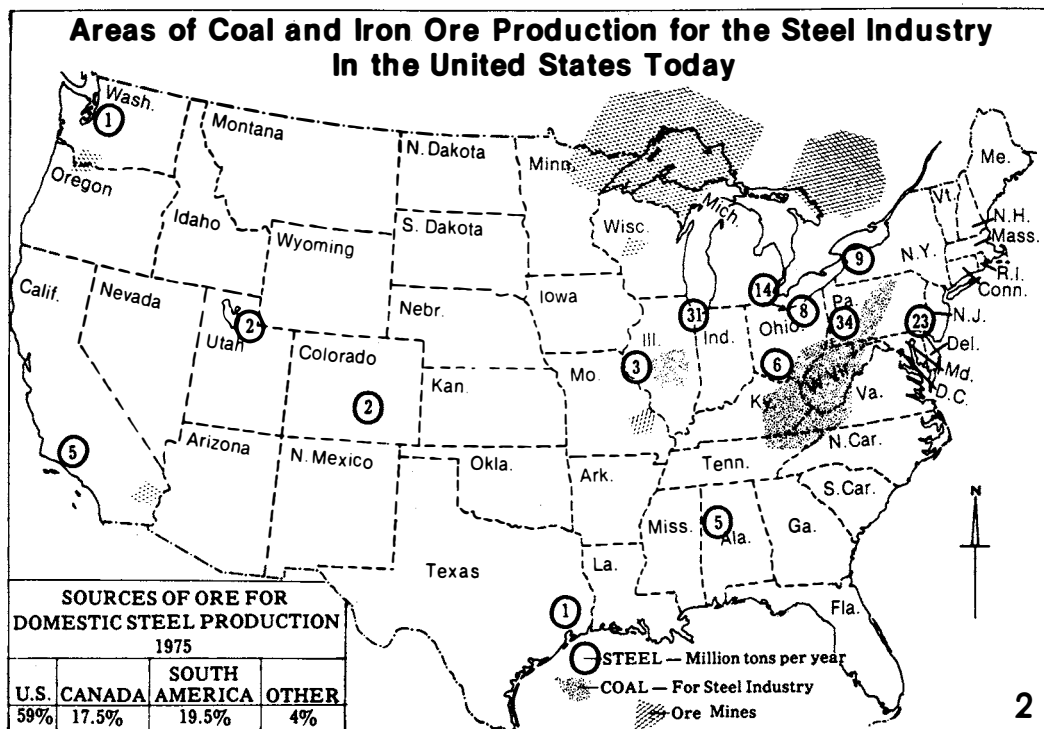 Areas of Coal and Iron Ore Production for the Steel Industry
In the United States Today
Wash.
1
Montana
N. Dakota
Minn.
Me.
Oregon
Idaho
Wyoming
S. Dakota
Wisc.
Mich.
Vt.
N.H.
Mass.
N.Y.
R.I.
Conn.
9
Calif.
Nevada
Utah
2
Nebr.
Iowa
14
8
31
Ill.
Ind.
Ohio
Pa.
34
23
N.J.
Del.
Md.
D.C.
Colorado
2
Kan.
Mo.
3
6
W. Va.
Ky.
Va.
5
Arizona
N. Mexico
Okla.
Ark.
Tenn.
N. Car.
S. Car.
N
Texas
La.
Miss.
5
Ala.
Ga.
Fla.
1
STEEL — Million tons per year
COAL — For Steel Industry
Ore Mines
SOURCES OF ORE FOR
DOMESTIC STEEL PRODUCTION
1975
U.S. CANADA SOUTH AMERICA OTHER
59% 17.5% 19.5% 4%
2